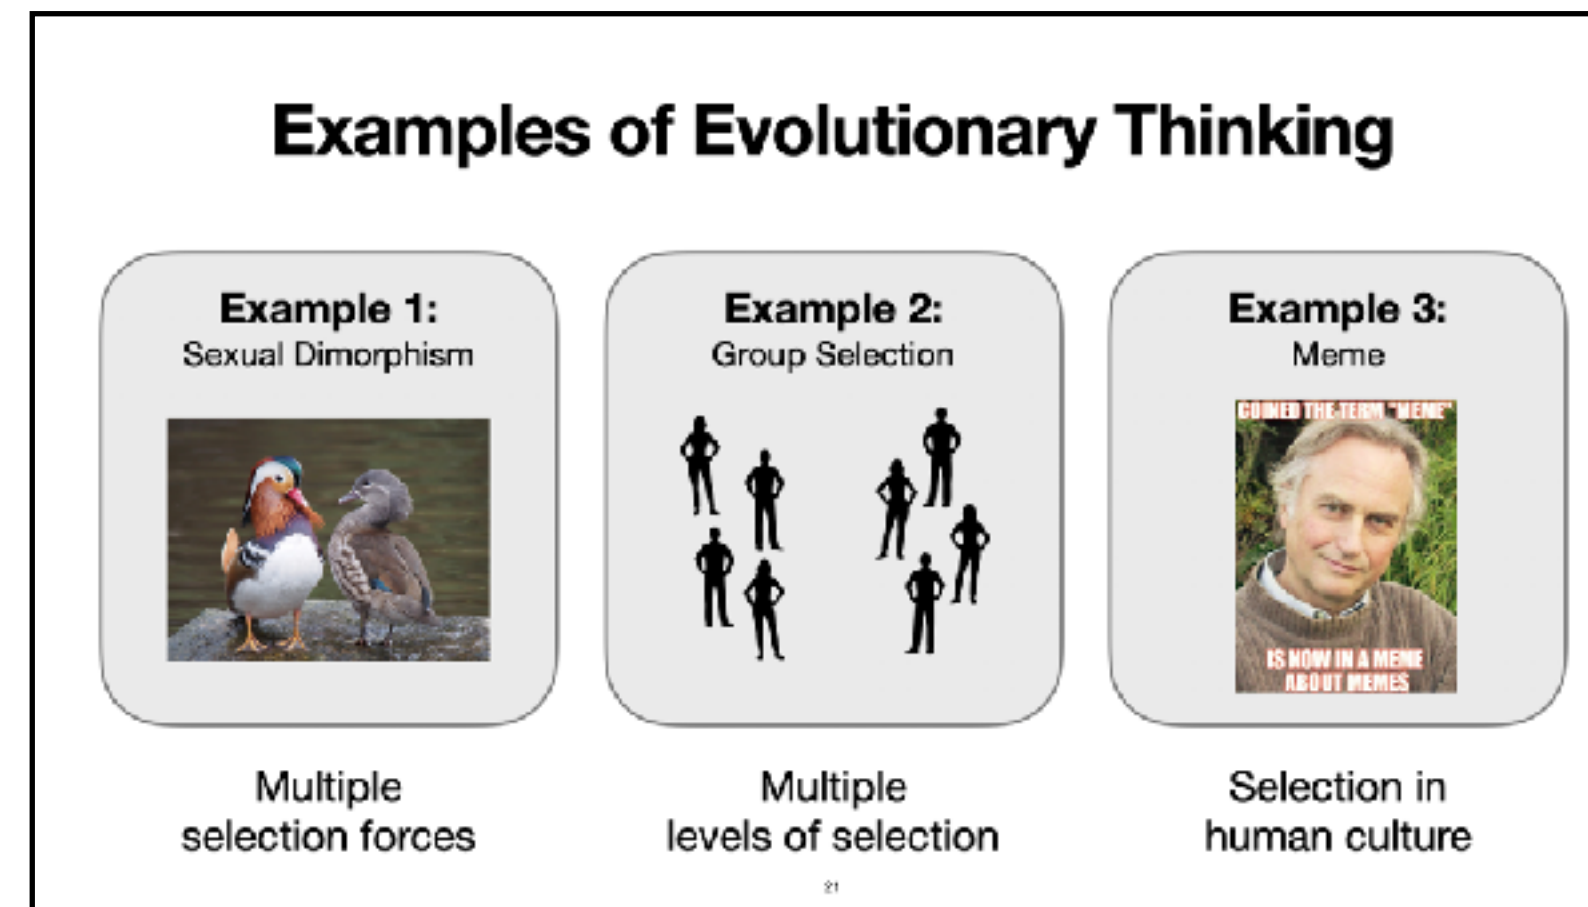 Examples of Evolutionary Thinking
Example 1:
Sexual Dimorphism
Multiple
selection forces
Example 2:
Group Selection
Multiple
levels of selection
Example 3:
Meme
COINED THE TERM "MEME"
IS NOW IN A MEME
ABOUT MEMES
Selection in
human culture
21